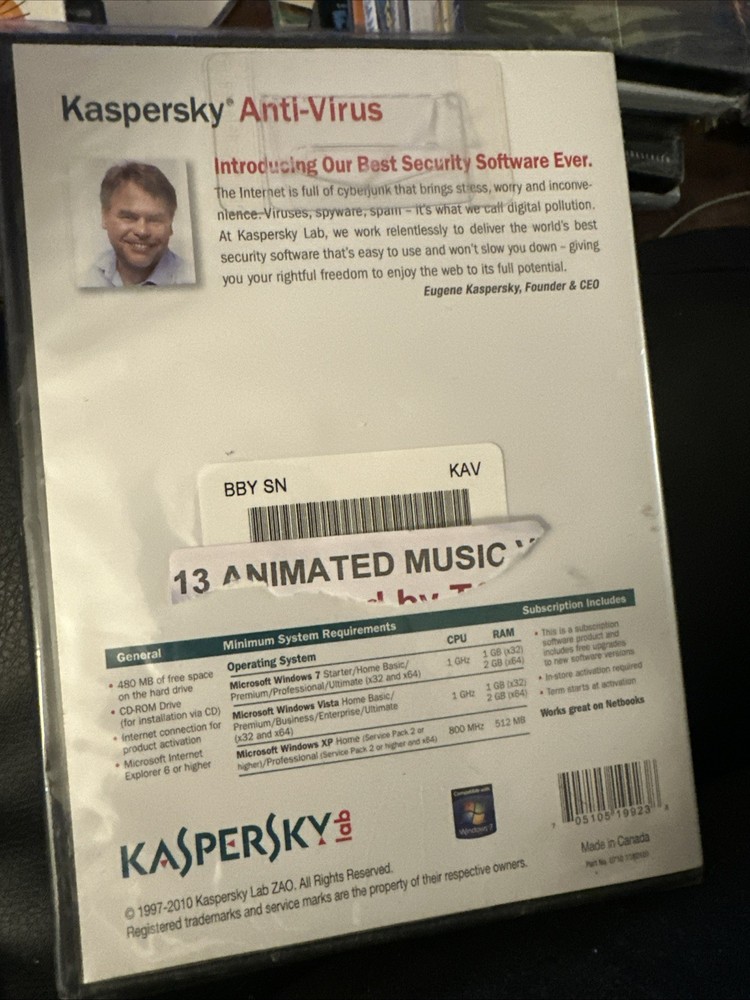 Kaspersky® Anti-Virus
Introducing Our Best Security Software Ever.
The Internet is full of cyberjunk that brings stress, worry and inconve-
nience. Viruses, spyware, spam – it's what we call digital pollution.
At Kaspersky Lab, we work relentlessly to deliver the world's best
security software that's easy to use and won't slow you down – giving
you your rightful freedom to enjoy the web to its full potential.
Eugene Kaspersky, Founder & CEO
BBY SN KAV
13 ANIMATED MUSIC
by
General
• 480 MB of free space
on the hard drive
• CD-ROM Drive
(for installation via CD)
• Internet connection for
product activation
• Microsoft Internet
Explorer 6 or higher
Minimum System Requirements
Operating System CPU RAM
Microsoft Windows 7 Starter/Home Basic/
Premium/Professional/Ultimate (x32 and x64) 1 GHz 1 GB (x32)
2 GB (x64)
Microsoft Windows Vista Home Basic/
Premium/Business/Enterprise/Ultimate
(x32 and x64) 1 GHz 1 GB (x32)
2 GB (x64)
Microsoft Windows XP Home (Service Pack 2 or
higher)/Professional (Service Pack 2 or higher and x64) 800 MHz 512 MB
Subscription Includes
• This is a subscription
software product and
includes free upgrades
to new software versions
• In-store activation required
• Term starts at activation
Works great on Netbooks
KASPERSKY lab
Compatible with
Windows 7
05105 19923
Made in Canada
© 1997-2010 Kaspersky Lab ZAO. All Rights Reserved.
Registered trademarks and service marks are the property of their respective owners.